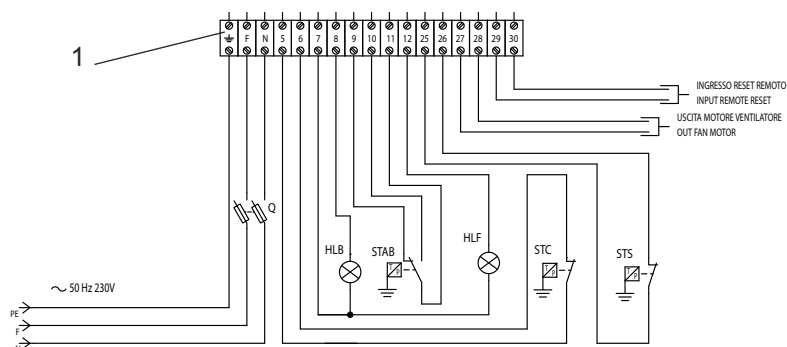 1
F N 5 6 7 8 9 10 11 12 25 26 27 28 29 30
INGRESSO RESET REMOTO
INPUT REMOTE RESET
USCITA MOTORE VENTILATORE
OUT FAN MOTOR
Q
HLB
STAB
HLF
STC
STS
T P
T P
T P
~ 50 Hz 230V
PE
F